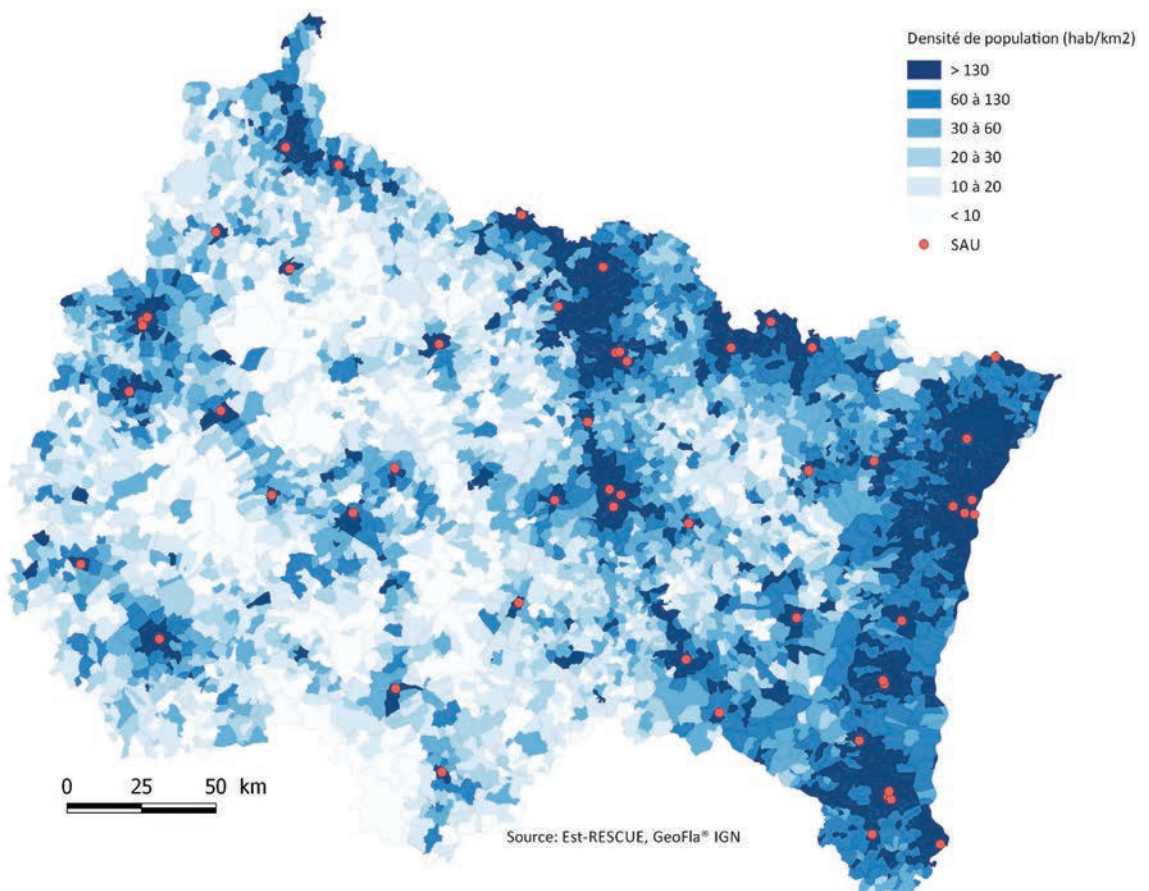 Densité de population (hab/km2)
> 130
60 à 130
30 à 60
20 à 30
10 à 20
< 10
SAU
0 25 50 km
Source: Est-RESCUE, GeoFla® IGN